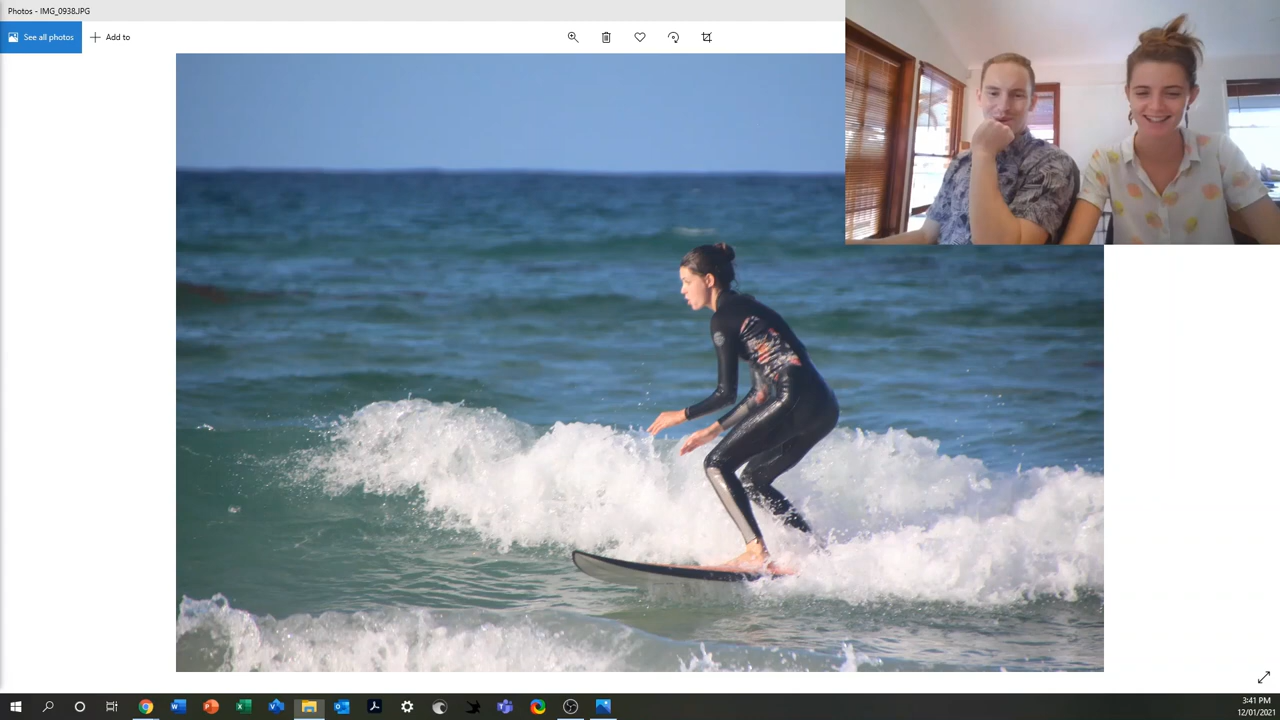 Photos - IMG_0938.JPG
See all photos
Add to
3:41 PM
12/01/2021